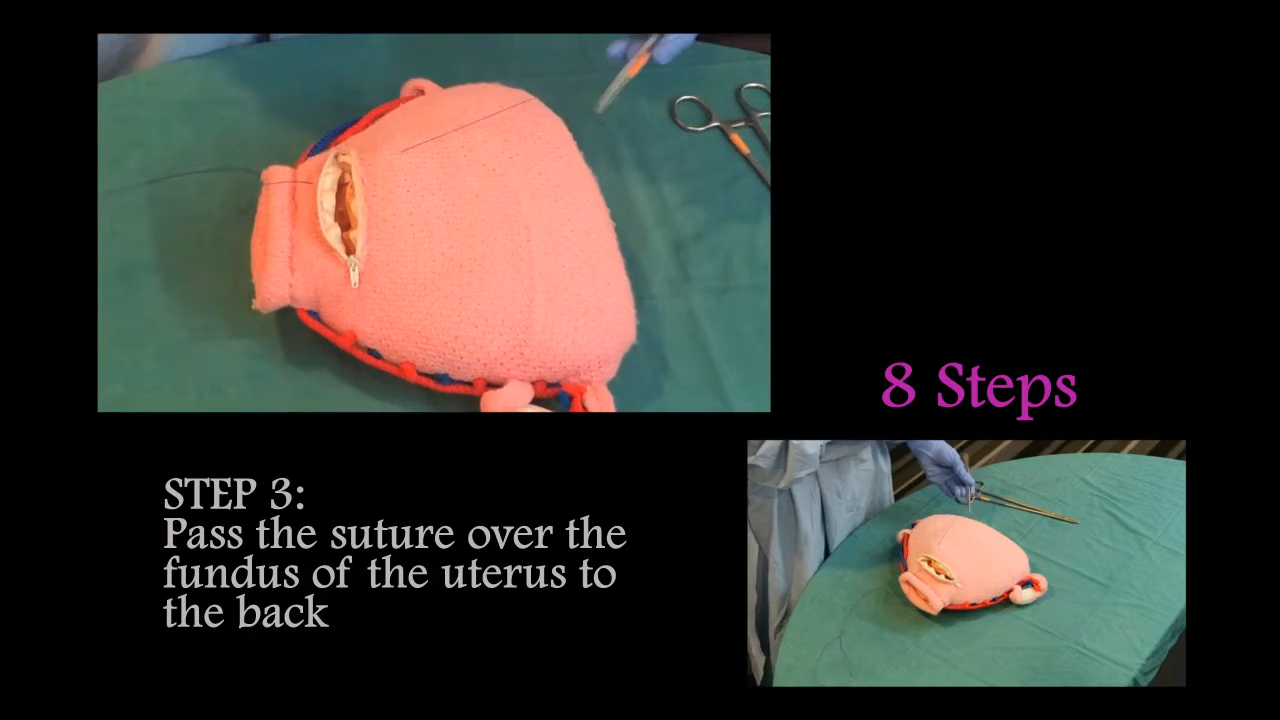 8 Steps
STEP 3:
Pass the suture over the
fundus of the uterus to
the back